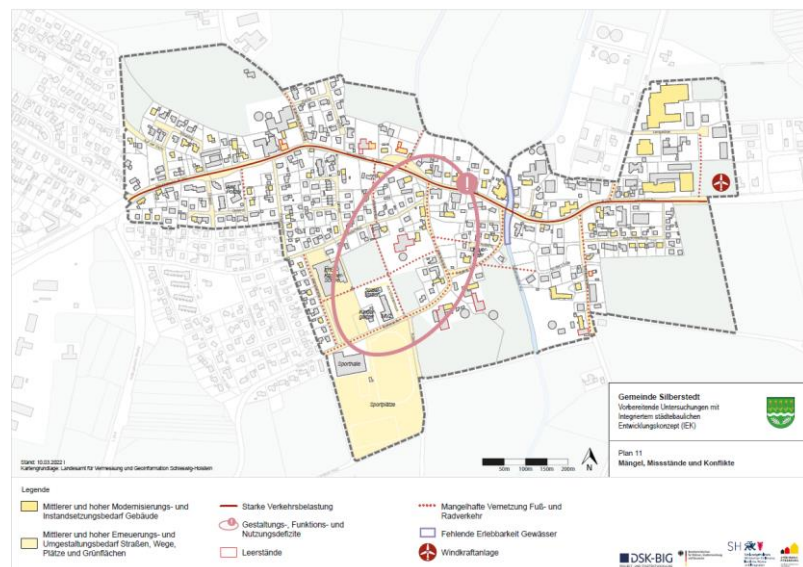 Sporthalle
Sportplätze
Gemeinde Silberstedt
Vorbereitende Untersuchungen mit
Integriertem städtebaulichen
Entwicklungskonzept (IEK)
Plan 11
Mängel, Missstände und Konflikte
Stand: 10.03.2022 I
Kartengrundlage: Landesamt für Vermessung und Geoinformation Schleswig-Holstein
50m 100m 150m 200m
N
Legende
Mittlerer und hoher Modernisierungs- und
Instandsetzungsbedarf Gebäude
Mittlerer und hoher Erneuerungs- und
Umgestaltungsbedarf Straßen, Wege,
Plätze und Grünflächen
Starke Verkehrsbelastung
Gestaltungs-, Funktions- und
Nutzungsdefizite
Leerstände
Mangelhafte Vernetzung Fuß- und
Radverkehr
Fehlende Erlebbarkeit Gewässer
Windkraftanlage
DSK-BIG
SH